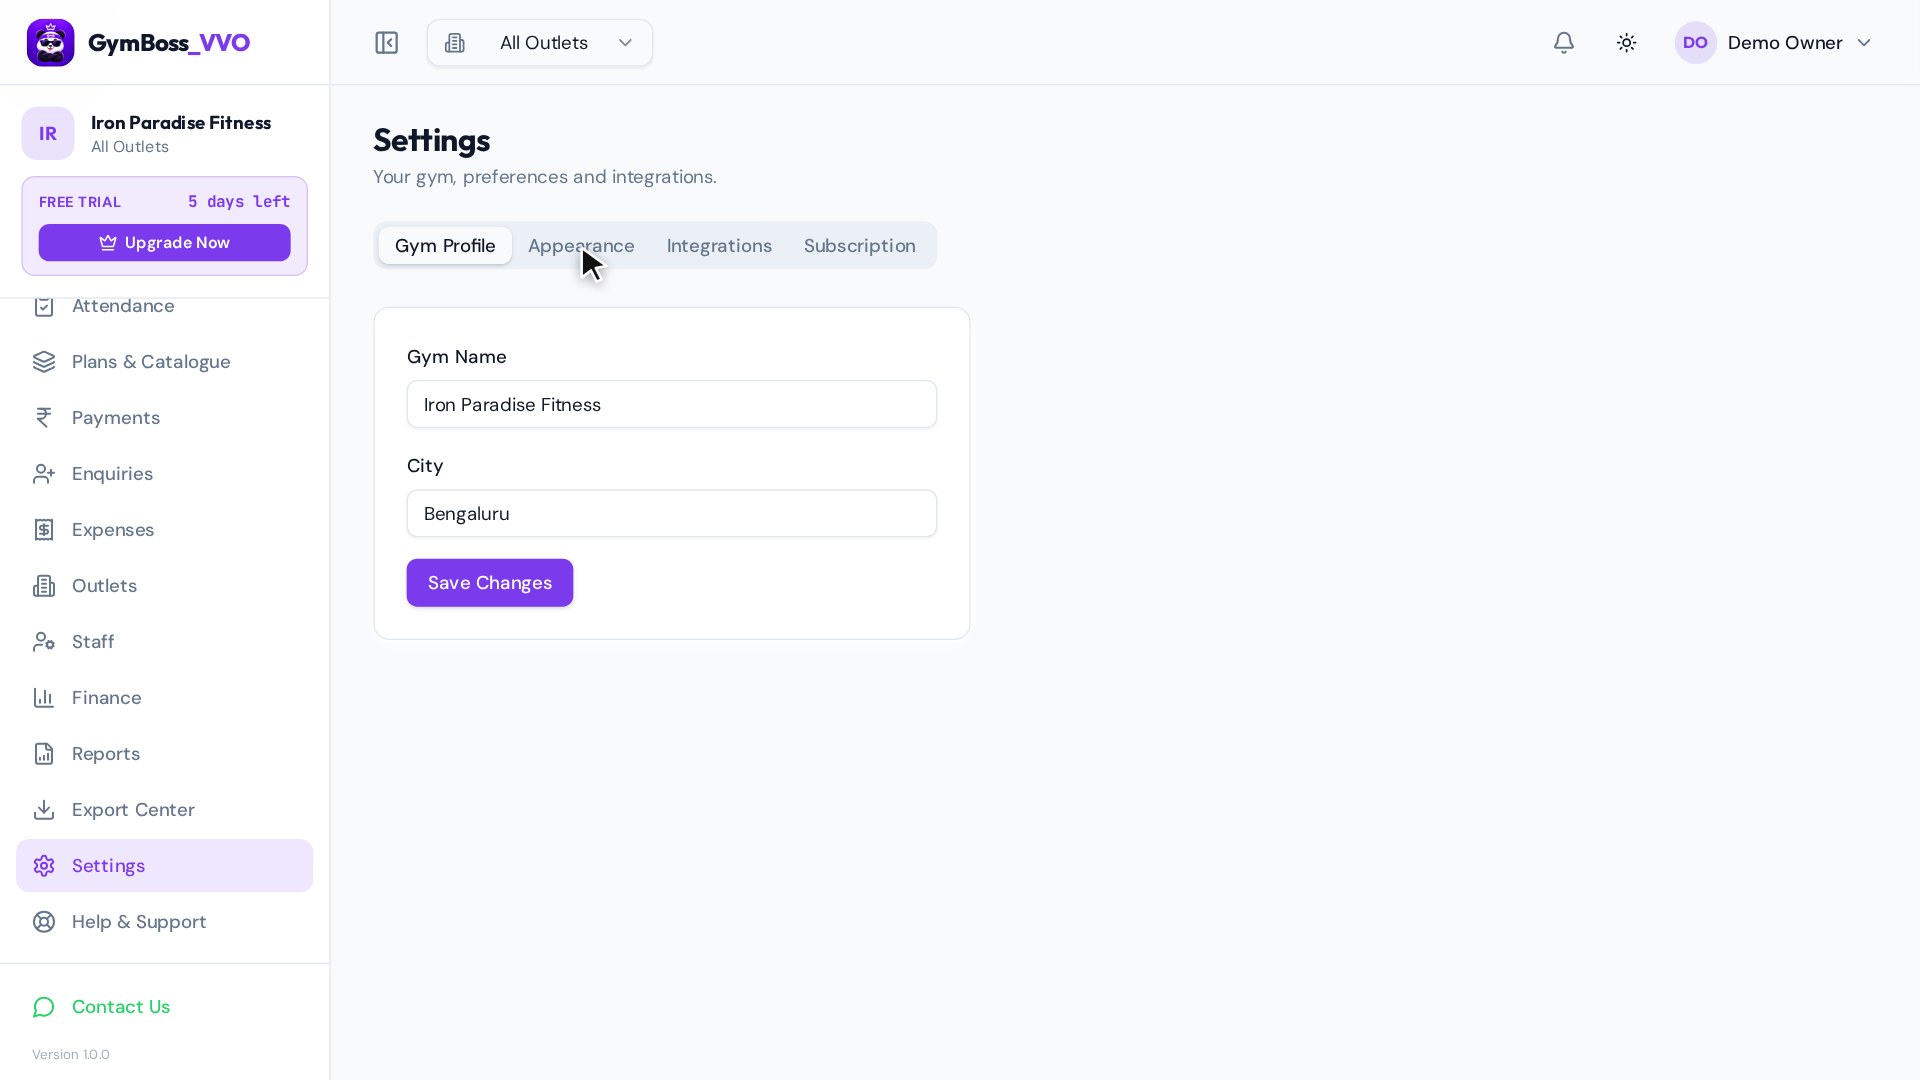 GymBoss_VVO
All Outlets
DO Demo Owner
IR
Iron Paradise Fitness
All Outlets
FREE TRIAL 5 days left
Upgrade Now
Attendance
Plans & Catalogue
Payments
Enquiries
Expenses
Outlets
Staff
Finance
Reports
Export Center
Settings
Help & Support
Contact Us
Version 1.0.0
Settings
Your gym, preferences and integrations.
Gym Profile Appearance Integrations Subscription
Gym Name
Iron Paradise Fitness
City
Bengaluru
Save Changes